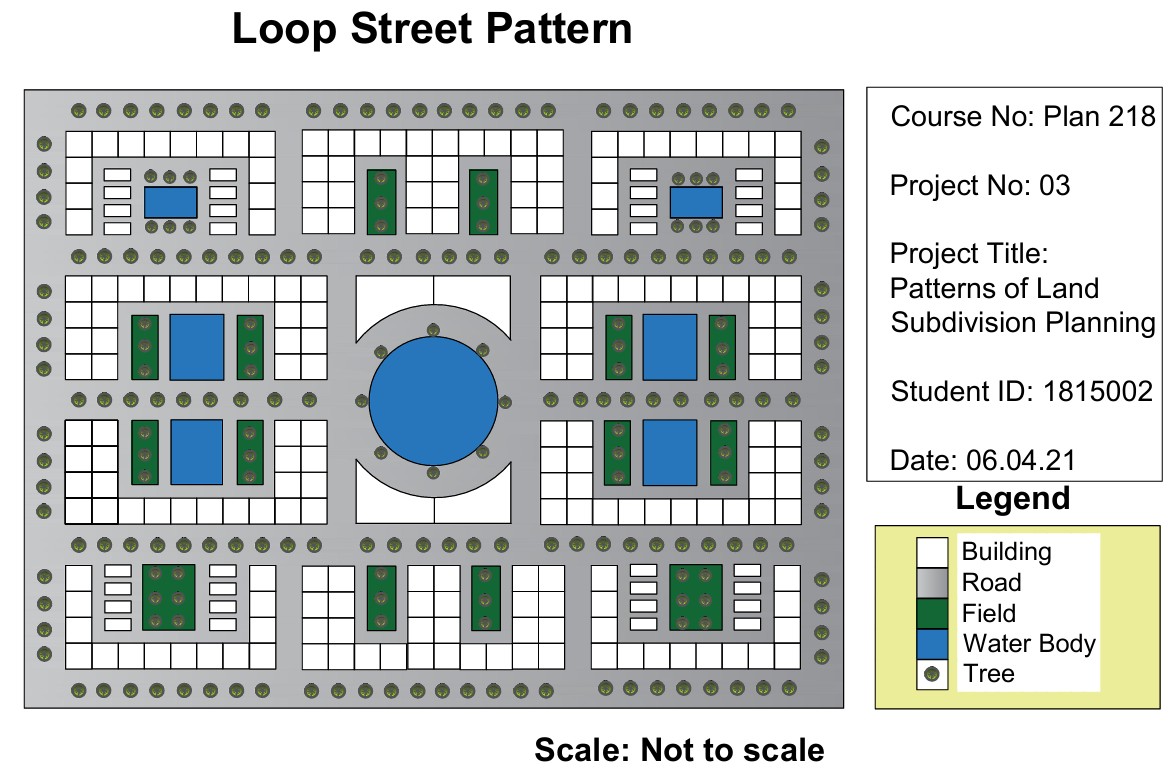 Loop Street Pattern
Course No: Plan 218
Project No: 03
Project Title:
Patterns of Land
Subdivision Planning
Student ID: 1815002
Date: 06.04.21
Legend
Building
Road
Field
Water Body
Tree
Scale: Not to scale